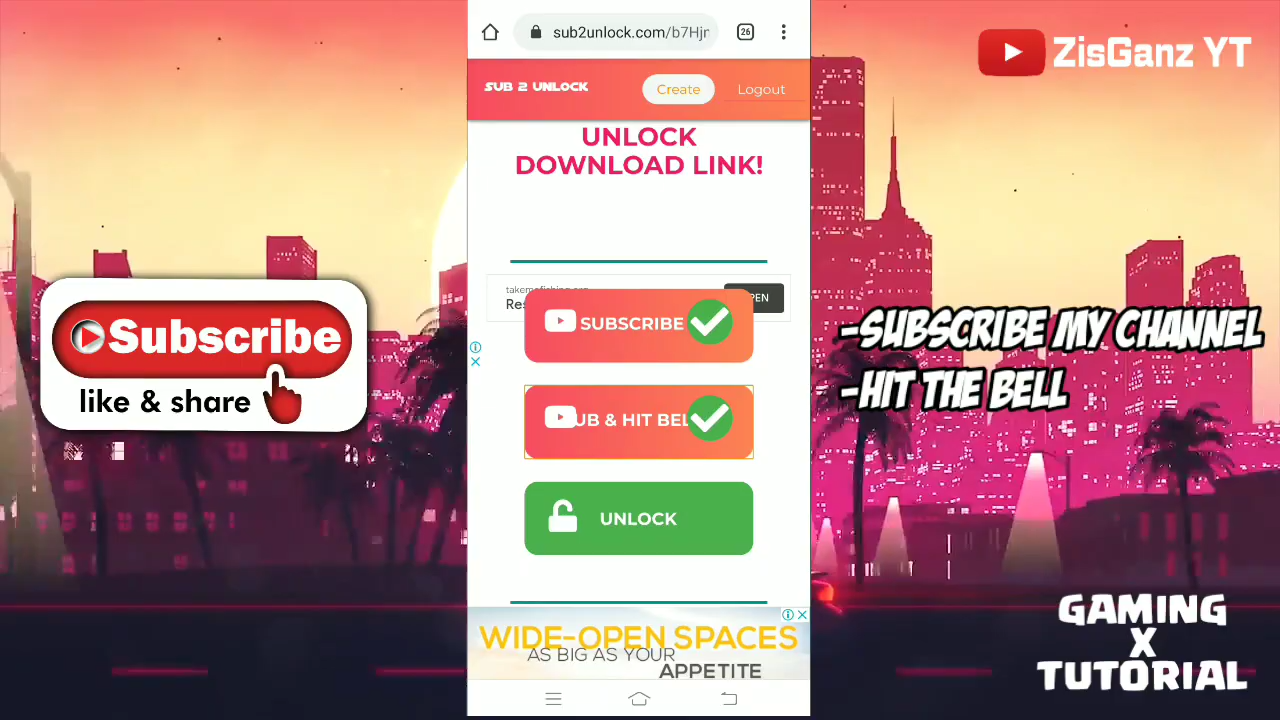 sub2unlock.com/b7Hjr
26
ZisGanz YT
SUB 2 UNLOCK
Create
Logout
UNLOCK
DOWNLOAD LINK!
SUBSCRIBE
UB & HIT BEL
UNLOCK
Subscribe
like & share
-SUBSCRIBE MY CHANNEL
-HIT THE BELL
WIDE-OPEN SPACES
AS BIG AS YOUR
APPETITE
GAMING
X
TUTORIAL